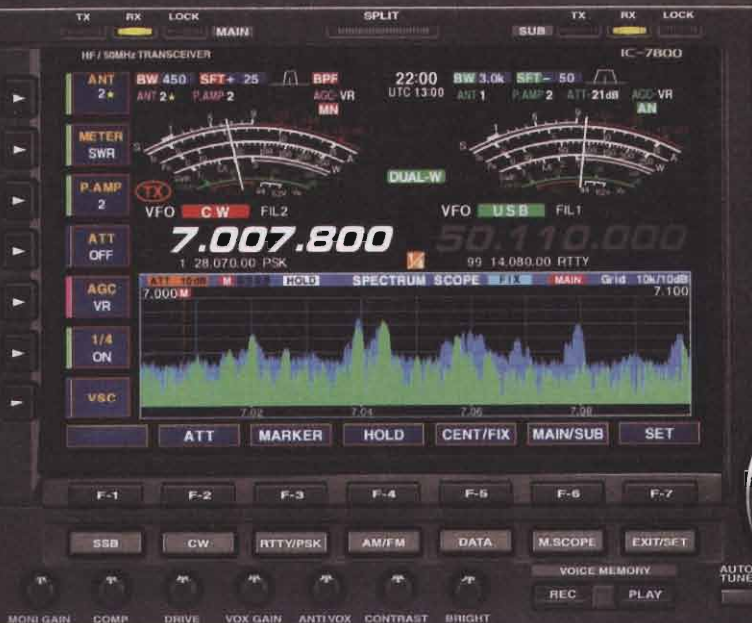 TX RX LOCK SPLIT TX RX LOCK
MAIN SUB
HF / 50MHz TRANSCEIVER IC-7800
ANT 2★
BW 450 SFT+ 25 BPF 22:00 BW 3.0k SFT- 50
ANT 2★ P.AMP 2 AGC-VR UTC 13:00 ANT 1 P.AMP 2 ATT-21dB AGC-VR
MN AN
METER SWR
P.AMP 2
DUAL-W
TX
VFO CW FIL2 VFO USB FIL1
ATT OFF
7.007.800 50.110.000
1 28,070.00 PSK 1/4 99 14,080.00 RTTY
AGC VR
ATT 10dB M HOLD SPECTRUM SCOPE FIX MAIN Grid 10k/10dB
7.000M 7.100
1/4 ON
VSC
7.02 7.04 7.06 7.08
ATT MARKER HOLD CENT/FIX MAIN/SUB SET
F-1 F-2 F-3 F-4 F-5 F-6 F-7
SSB CW RTTY/PSK AM/FM DATA M.SCOPE EXIT/SET
VOICE MEMORY
AUTO TUNE
REC PLAY
MONI GAIN COMP DRIVE VOX GAIN ANTI VOX CONTRAST BRIGHT